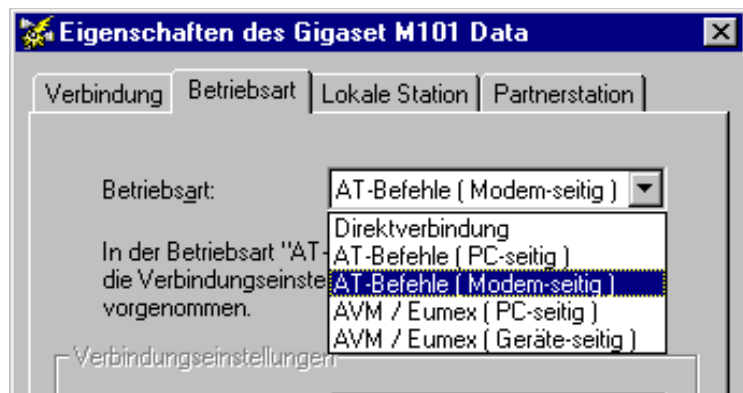 Eigenschaften des Gigaset M101 Data
Verbindung Betriebsart Lokale Station Partnerstation
Betriebsart: AT-Befehle ( Modem-seitig )
Direktverbindung
In der Betriebsart "AT- AT-Befehle ( PC-seitig )
die Verbindungseinste AT-Befehle ( Modem-seitig )
vorgenommen. AVM / Eumex ( PC-seitig )
AVM / Eumex ( Geräte-seitig )
Verbindungseinstellungen